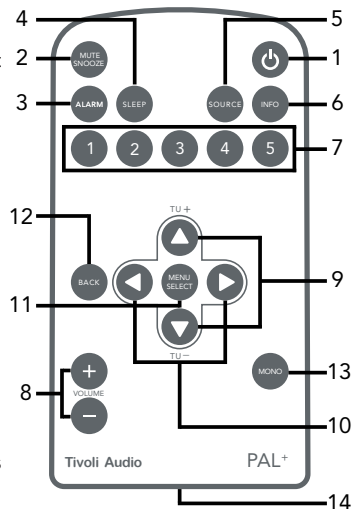 4
5
MUTE
SNOOZE
2
1
3
ALARM
SLEEP
SOURCE
INFO
6
1 2 3 4 5
7
TU+
12
BACK
MENU
SELECT
9
11
TU−
8
+
VOLUME
−
MONO
13
10
Tivoli Audio
PAL+
14